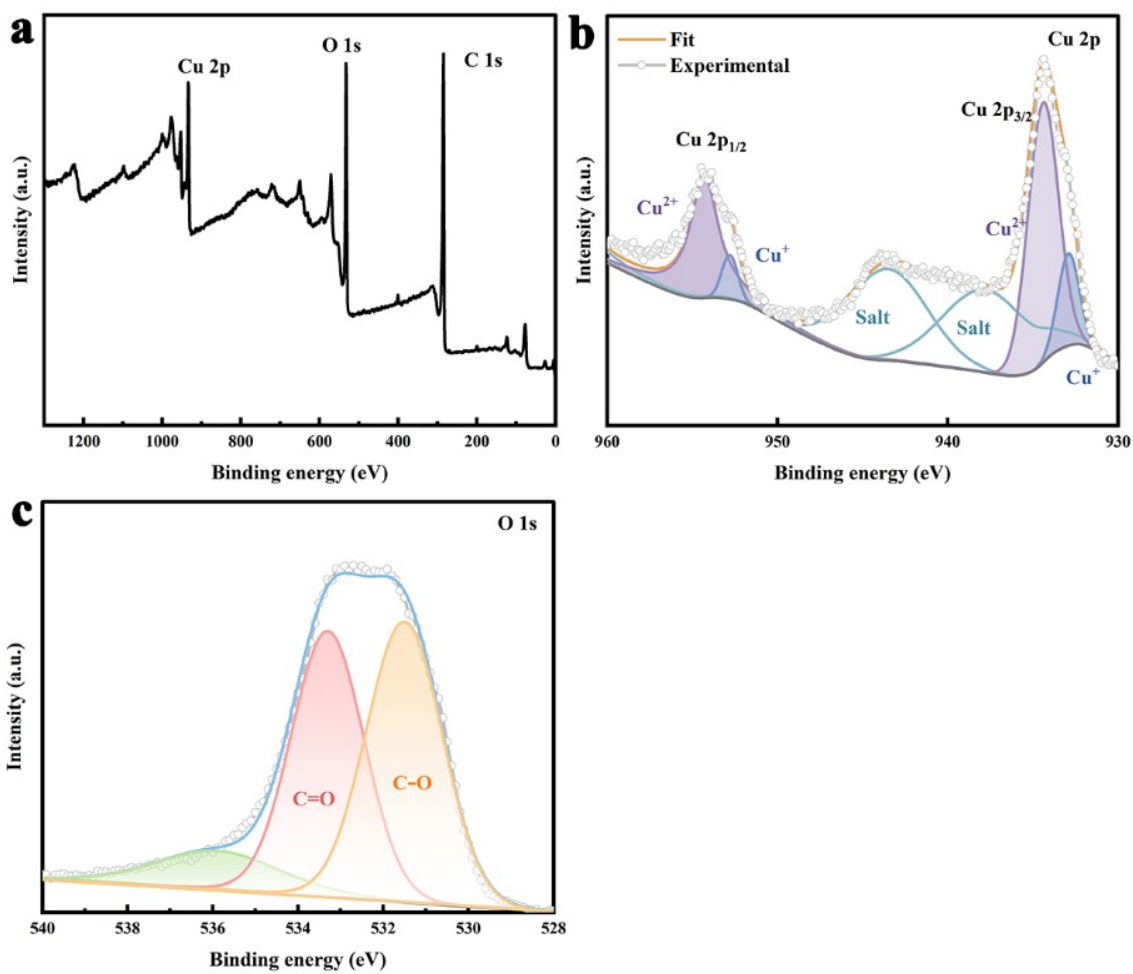 a
Cu 2p
O 1s
C 1s
Intensity (a.u.)
1200 1000 800 600 400 200 0
Binding energy (eV)
b
Fit
Experimental
Cu 2p
Cu 2p3/2
Cu 2p1/2
Cu2+
Cu+
Cu2+
Salt
Salt
Cu+
Intensity (a.u.)
960 950 940 930
Binding energy (eV)
c
O 1s
C=O
C-O
Intensity (a.u.)
540 538 536 534 532 530 528
Binding energy (eV)